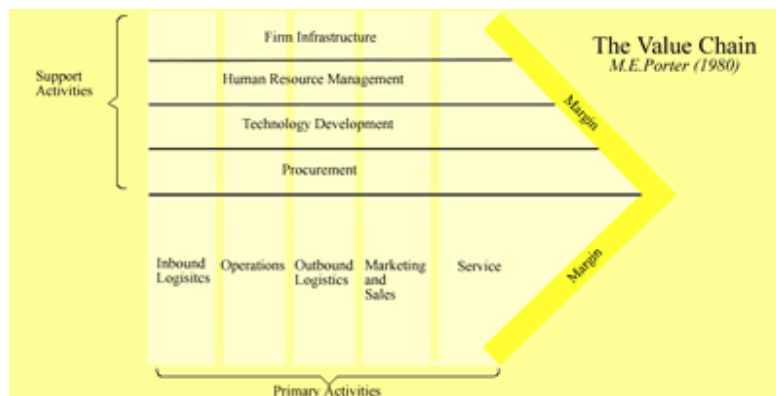 The Value Chain
M.E.Porter (1980)
Support
Activities
Firm Infrastructure
Human Resource Management
Technology Development
Procurement
Margin
Margin
Inbound
Logisitcs
Operations
Outbound
Logistics
Marketing
and
Sales
Service
Primary Activities